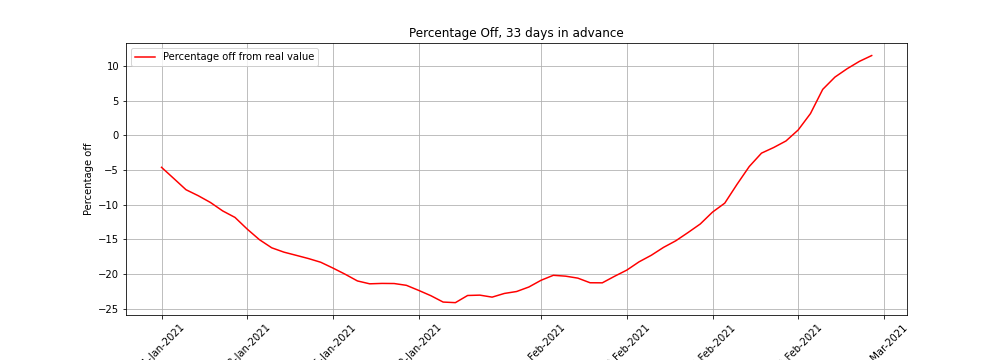 Percentage Off, 33 days in advance
Percentage off from real value
10
5
0
−5
−10
−15
−20
−25
Percentage off
-Jan-2021
-Jan-2021
-Jan-2021
-Jan-2021
Feb-2021
-Feb-2021
-Feb-2021
-Feb-2021
Mar-2021